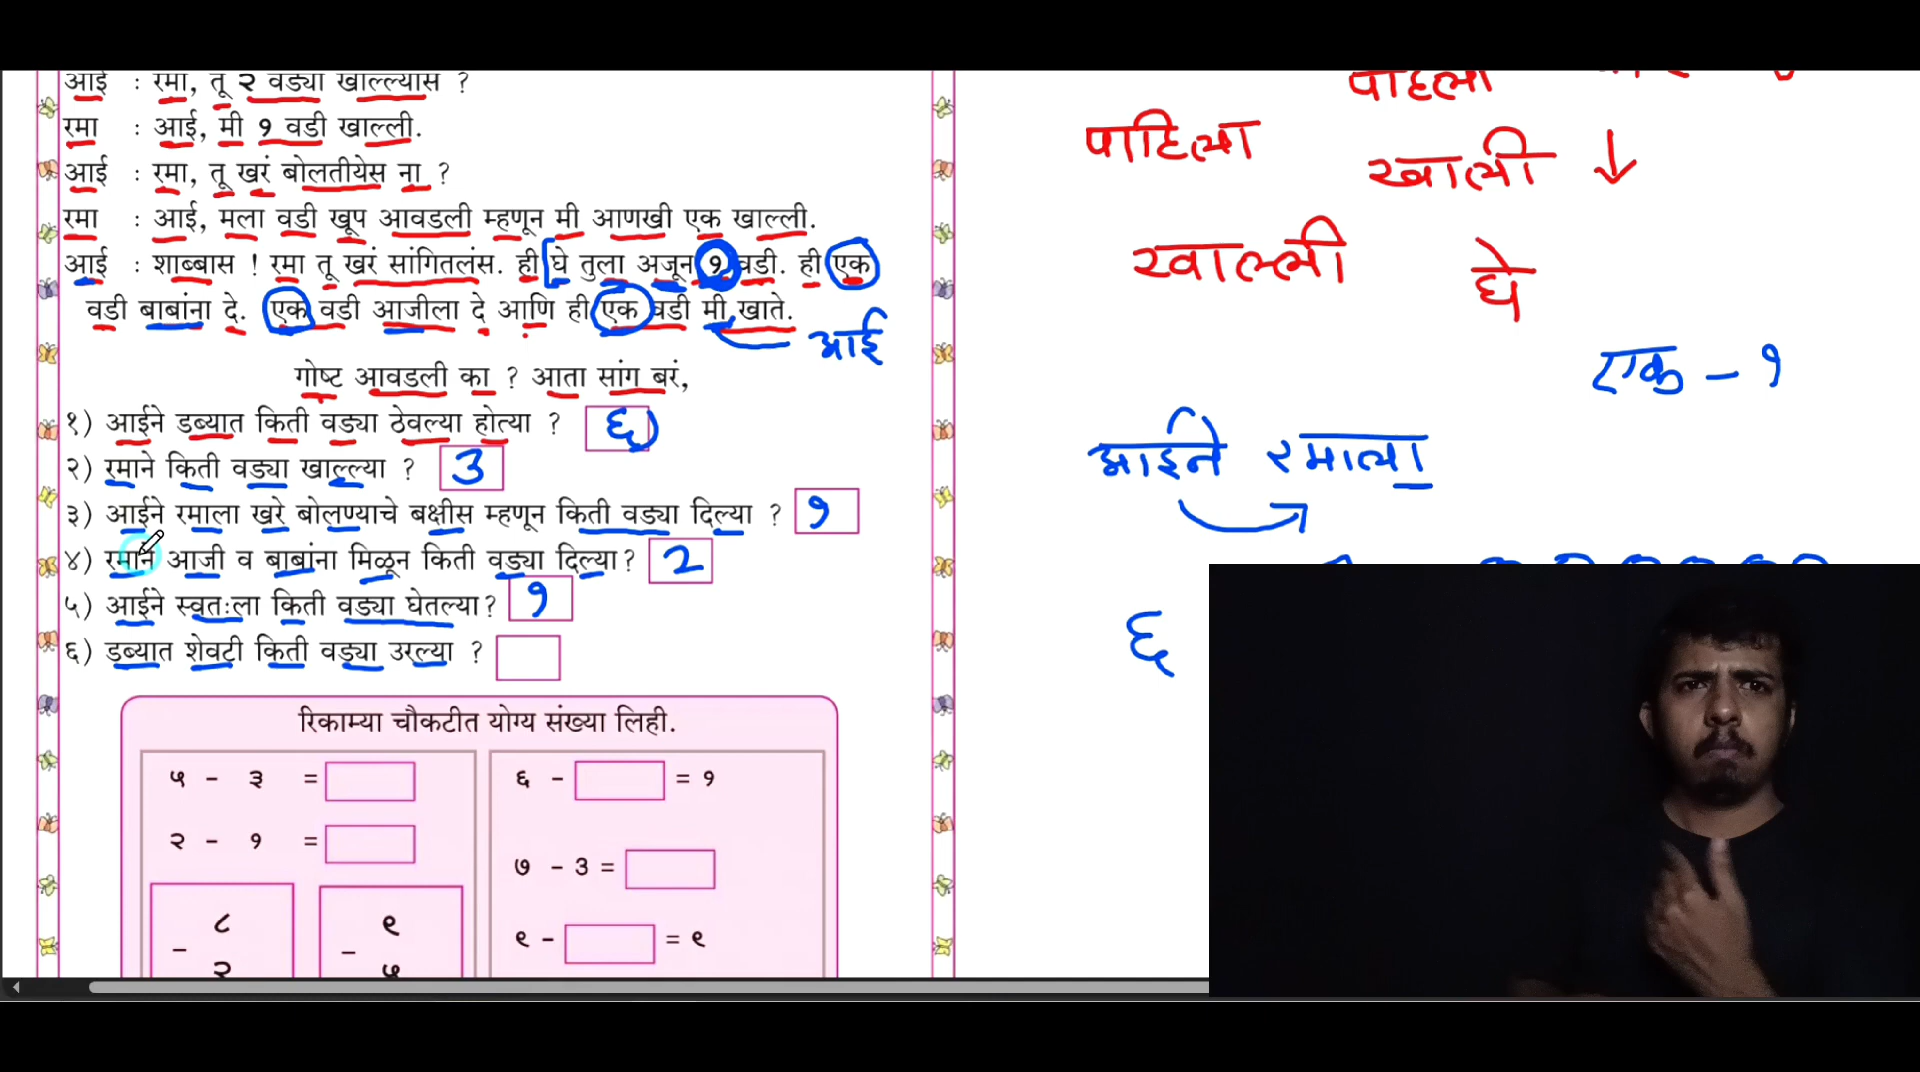 आई : रमा, तू २ वड्या खाल्ल्यास ?
रमा : आई, मी १ वडी खाल्ली.
आई : रमा, तू खरं बोलतीयेस ना ?
रमा : आई, मला वडी खूप आवडली म्हणून मी आणखी एक खाल्ली.
आई : शाब्बास ! रमा तू खरं सांगितलंस. ही घे तुला अजून १ वडी. ही एक
वडी बाबांना दे. एक वडी आजीला दे आणि ही एक वडी मी खाते.
आई
गोष्ट आवडली का ? आता सांग बरं,
१) आईने डब्यात किती वड्या ठेवल्या होत्या ? ६
२) रमाने किती वड्या खाल्ल्या ? 3
३) आईने रमाला खरे बोलण्याचे बक्षीस म्हणून किती वड्या दिल्या ? १
४) रमाने आजी व बाबांना मिळून किती वड्या दिल्या? 2
५) आईने स्वतःला किती वड्या घेतल्या? १
६) डब्यात शेवटी किती वड्या उरल्या ?
रिकाम्या चौकटीत योग्य संख्या लिही.
५ - ३ =
२ - १ =
८
- २
९
- ५
६ - = १
७ - ३ =
९ - = ९
पाहिला
पाहिला
खाली ↓
खाल्ली
घे
एक - १
आईने रमाला
६